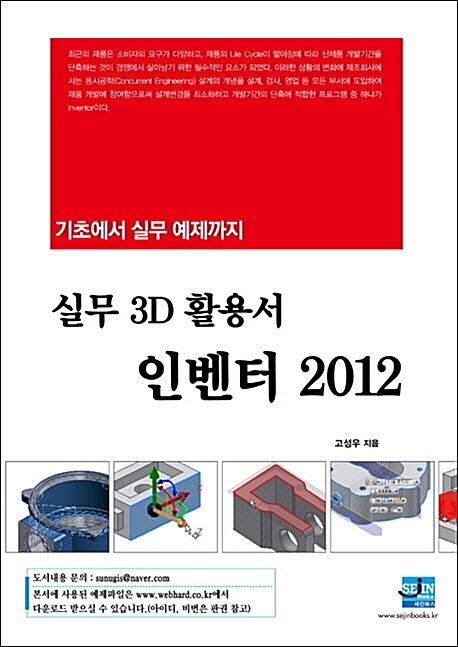 최근의 제품은 소비자의 요구가 다양하고, 제품의 Life Cycle이 짧아짐에 따라 신제품 개발기간을
단축하는 것이 경쟁에서 살아남기 위한 필수적인 요소가 되었다. 이러한 상황의 변화에 제조회사에
서는 동시공학(Concurrent Engineering) 설계의 개념을 설계, 검사, 영업 등 모든 부서에 도입하여
제품 개발에 참여함으로써 설계변경을 최소화하고 개발기간의 단축에 적합한 프로그램 중 하나가
Inventor이다.
기초에서 실무 예제까지
실무 3D 활용서
인벤터 2012
고성우 지음
도서내용 문의 : sunugis@naver.com
본서에 사용된 예제파일은 www.webhard.co.kr에서
다운로드 받으실 수 있습니다.(아이디, 비번은 판권 참고)
SEJIN
Books
세진북스
www.sejinbooks.kr